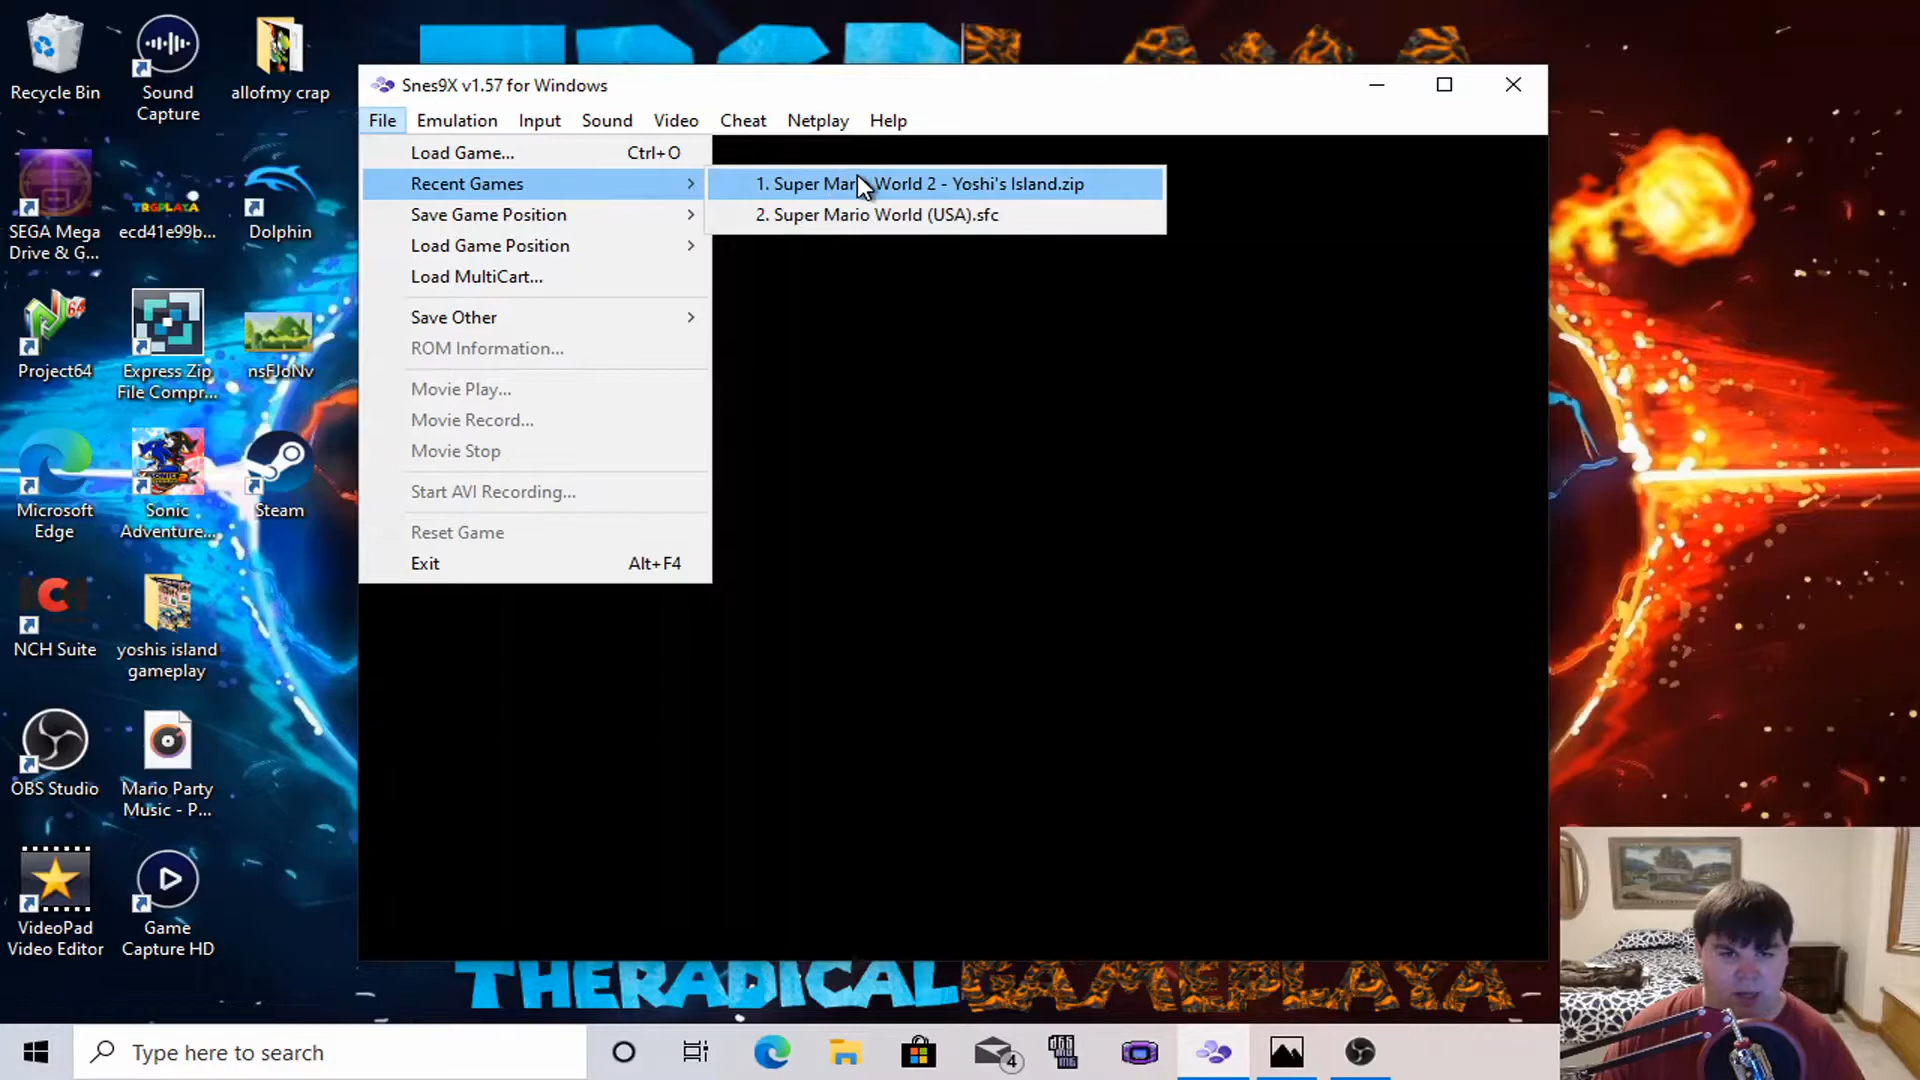 Recycle Bin
Sound
Capture
allofmy crap
SEGA Mega
Drive & G...
ecd41e99b...
Dolphin
Project64
64
Express Zip
File Compr...
nsFJoNv
Microsoft
Edge
Sonic
Adventure...
Steam
NCH Suite
yoshis island
gameplay
OBS Studio
Mario Party
Music - P...
VideoPad
Video Editor
Game
Capture HD
Snes9X v1.57 for Windows
File Emulation Input Sound Video Cheat Netplay Help
Load Game... Ctrl+O
Recent Games
Save Game Position
Load Game Position
Load MultiCart...
Save Other
ROM Information...
Movie Play...
Movie Record...
Movie Stop
Start AVI Recording...
Reset Game
Exit Alt+F4
1. Super Mario World 2 - Yoshi's Island.zip
2. Super Mario World (USA).sfc
THERADICALGAMEPLAYA
Type here to search
4